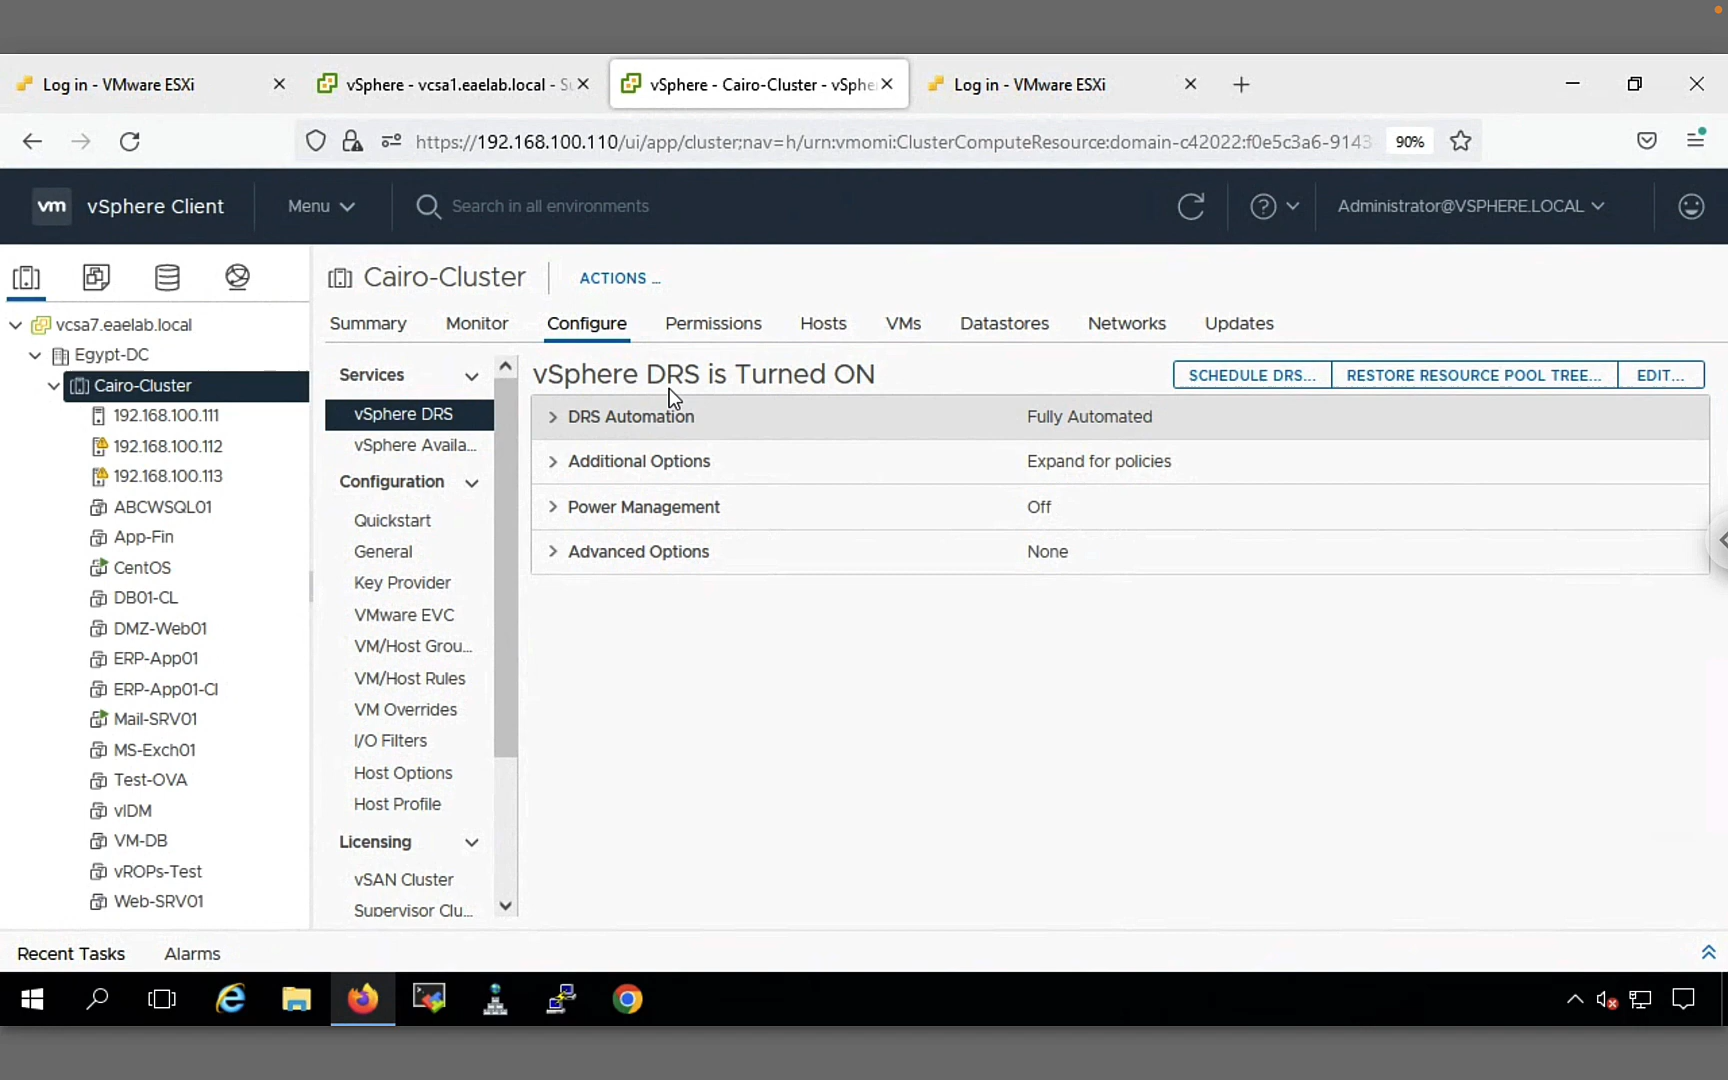 Log in - VMware ESXi
vSphere - vcsa1.eaelab.local - S
vSphere - Cairo-Cluster - vSphe
Log in - VMware ESXi
https://192.168.100.110/ui/app/cluster;nav=h/urn:vmomi:ClusterComputeResource:domain-c42022:f0e5c3a6-9143
90%
vm vSphere Client
Menu
Search in all environments
Administrator@VSPHERE.LOCAL
Cairo-Cluster
ACTIONS ...
Summary Monitor Configure Permissions Hosts VMs Datastores Networks Updates
vcsa7.eaelab.local
Egypt-DC
Cairo-Cluster
192.168.100.111
192.168.100.112
192.168.100.113
ABCWSQL01
App-Fin
CentOS
DB01-CL
DMZ-Web01
ERP-App01
ERP-App01-Cl
Mail-SRV01
MS-Exch01
Test-OVA
vIDM
VM-DB
vROPs-Test
Web-SRV01
Services
vSphere DRS
vSphere Availa...
Configuration
Quickstart
General
Key Provider
VMware EVC
VM/Host Grou...
VM/Host Rules
VM Overrides
I/O Filters
Host Options
Host Profile
Licensing
vSAN Cluster
Supervisor Clu...
vSphere DRS is Turned ON
SCHEDULE DRS...
RESTORE RESOURCE POOL TREE...
EDIT...
DRS Automation Fully Automated
Additional Options Expand for policies
Power Management Off
Advanced Options None
Recent Tasks Alarms